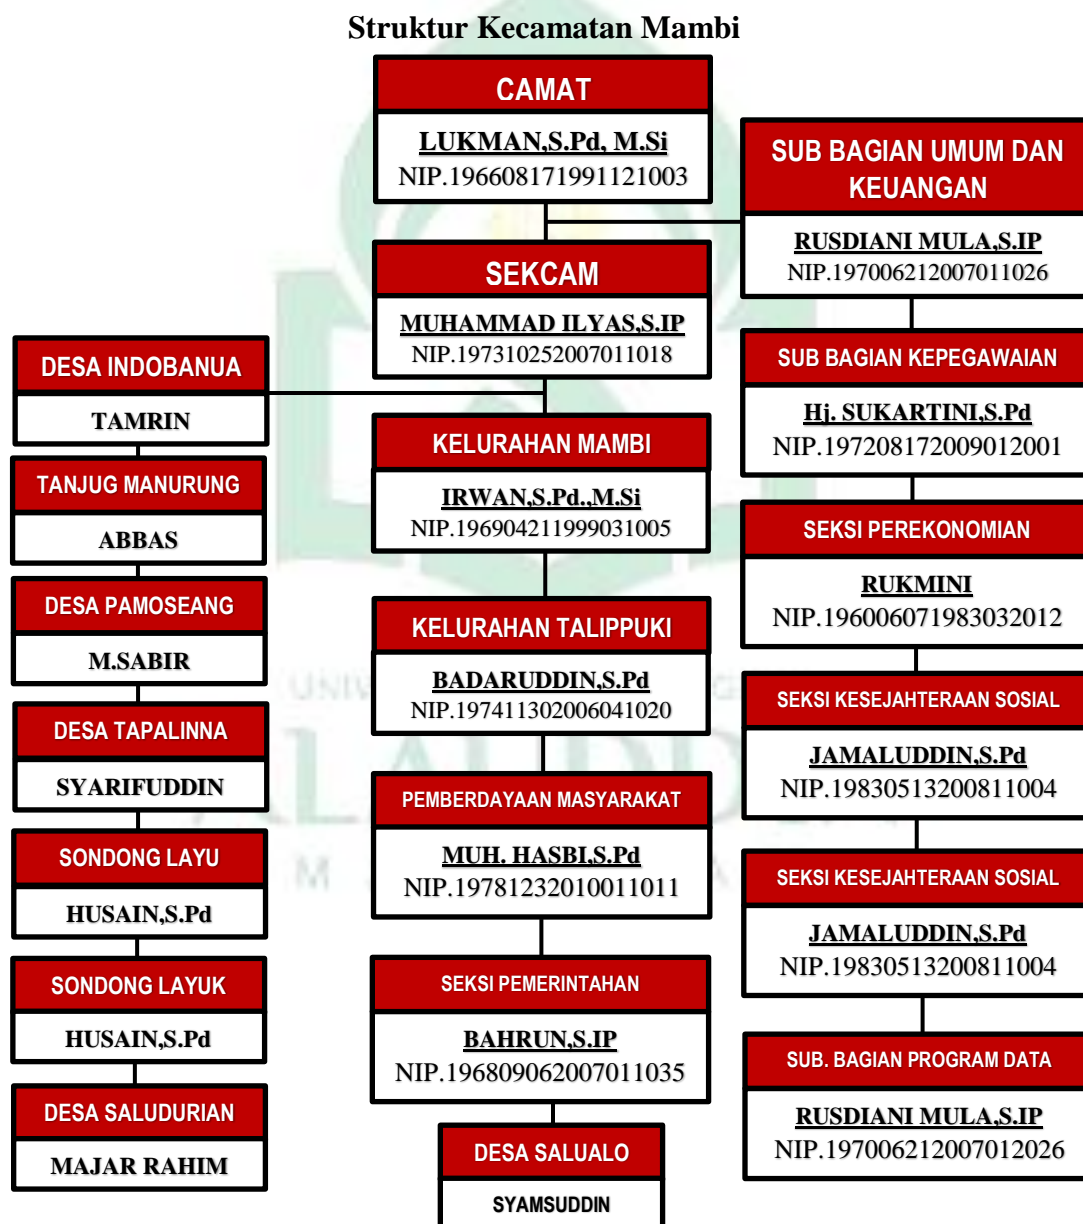 Struktur Kecamatan Mambi
CAMAT
LUKMAN,S.Pd, M.Si
NIP.196608171991121003
SUB BAGIAN UMUM DAN
KEUANGAN
RUSDIANI MULA,S.IP
NIP.197006212007011026
SEKCAM
MUHAMMAD ILYAS,S.IP
NIP.197310252007011018
DESA INDOBANUA
TAMRIN
TANJUG MANURUNG
ABBAS
DESA PAMOSEANG
M.SABIR
DESA TAPALINNA
SYARIFUDDIN
SONDONG LAYU
HUSAIN,S.Pd
SONDONG LAYUK
HUSAIN,S.Pd
DESA SALUDURIAN
MAJAR RAHIM
KELURAHAN MAMBI
IRWAN,S.Pd.,M.Si
NIP.196904211999031005
KELURAHAN TALIPPUKI
BADARUDDIN,S.Pd
NIP.197411302006041020
PEMBERDAYAAN MASYARAKAT
MUH. HASBI,S.Pd
NIP.19781232010011011
SEKSI PEMERINTAHAN
BAHRUN,S.IP
NIP.196809062007011035
DESA SALUALO
SYAMSUDDIN
SUB BAGIAN KEPEGAWAIAN
Hj. SUKARTINI,S.Pd
NIP.197208172009012001
SEKSI PEREKONOMIAN
RUKMINI
NIP.196006071983032012
SEKSI KESEJAHTERAAN SOSIAL
JAMALUDDIN,S.Pd
NIP.19830513200811004
SEKSI KESEJAHTERAAN SOSIAL
JAMALUDDIN,S.Pd
NIP.19830513200811004
SUB. BAGIAN PROGRAM DATA
RUSDIANI MULA,S.IP
NIP.197006212007012026